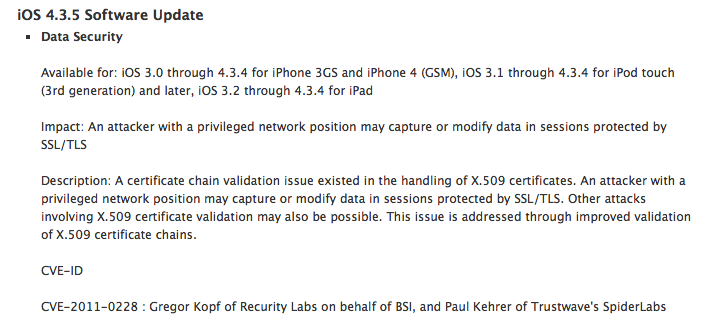 iOS 4.3.5 Software Update
▪ Data Security
Available for: iOS 3.0 through 4.3.4 for iPhone 3GS and iPhone 4 (GSM), iOS 3.1 through 4.3.4 for iPod touch
(3rd generation) and later, iOS 3.2 through 4.3.4 for iPad
Impact: An attacker with a privileged network position may capture or modify data in sessions protected by
SSL/TLS
Description: A certificate chain validation issue existed in the handling of X.509 certificates. An attacker with a
privileged network position may capture or modify data in sessions protected by SSL/TLS. Other attacks
involving X.509 certificate validation may also be possible. This issue is addressed through improved validation
of X.509 certificate chains.
CVE-ID
CVE-2011-0228 : Gregor Kopf of Recurity Labs on behalf of BSI, and Paul Kehrer of Trustwave's SpiderLabs